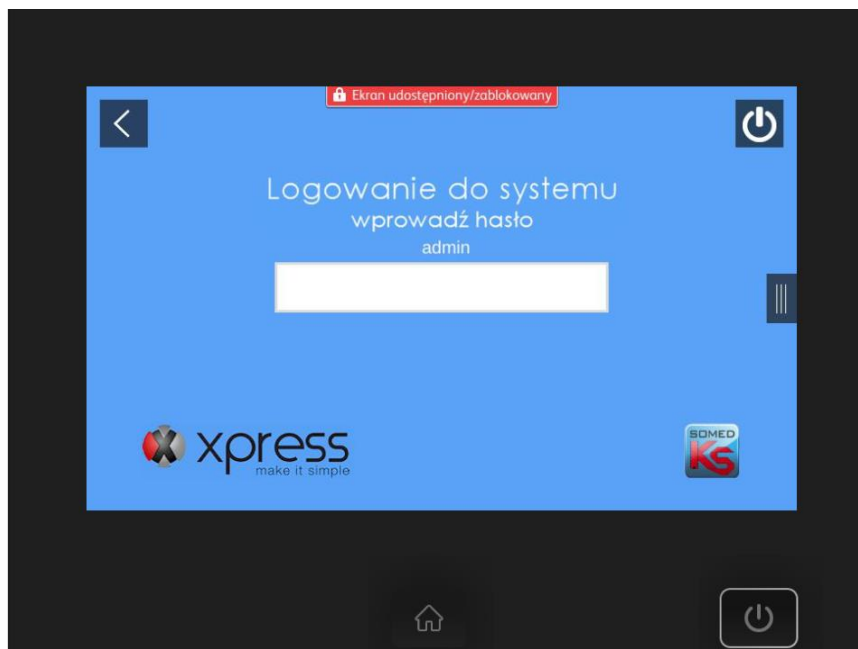 Ekran udostępniony/zablokowany
Logowanie do systemu
wprowadź hasło
admin
xpress
make it simple
SOMED
KS